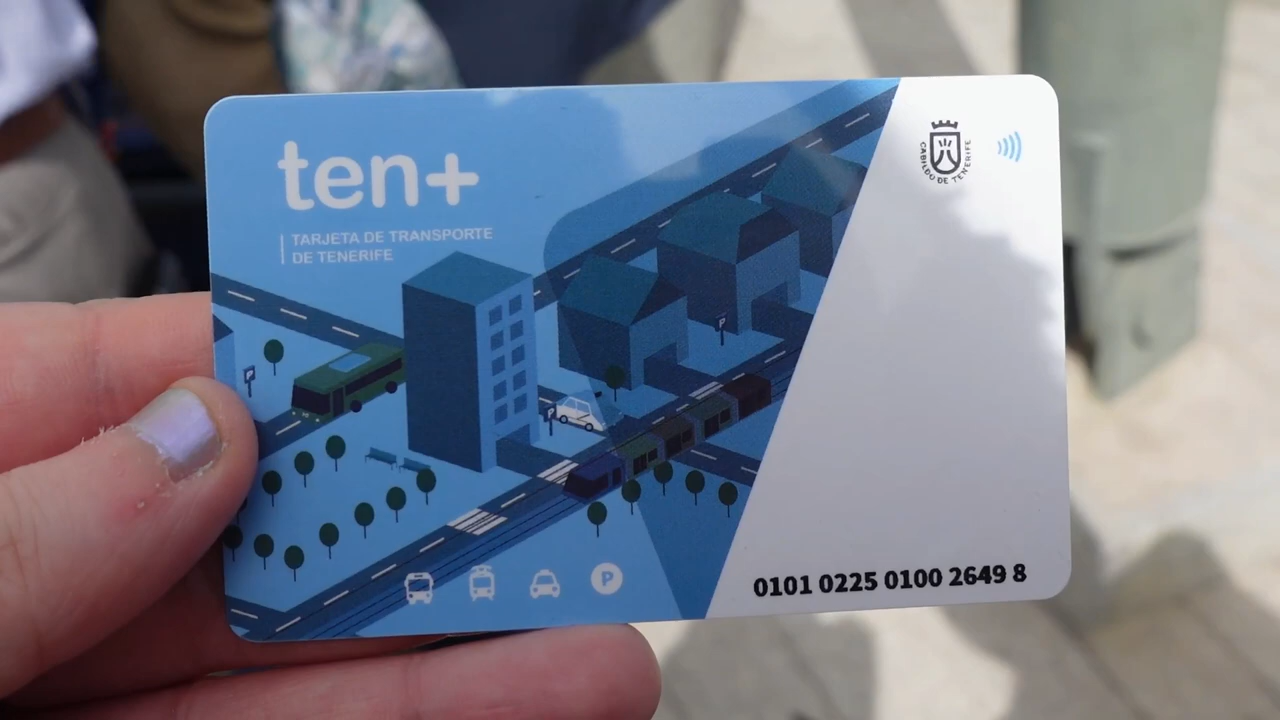 ten+
TARJETA DE TRANSPORTE
DE TENERIFE
CABILDO DE TENERIFE
P
P
P
P
0101 0225 0100 2649 8